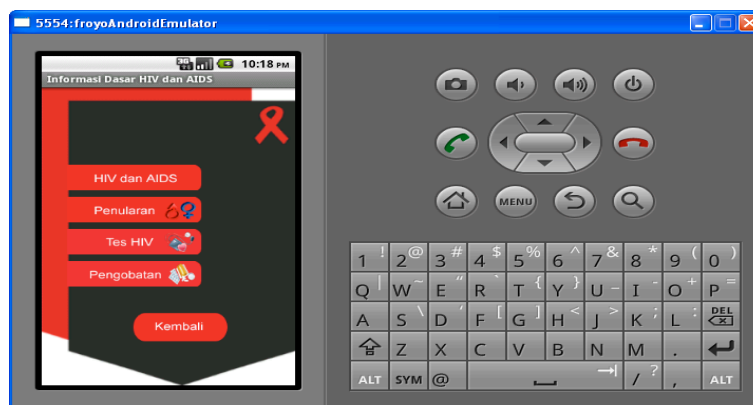 5554:froyoAndroidEmulator
3G
10:18 PM
Informasi Dasar HIV dan AIDS
HIV dan AIDS
Penularan
Tes HIV
Pengobatan
Kembali
MENU
1 ! 2 @ 3 # 4 $ 5 % 6 ^ 7 & 8 * 9 ( 0 )
Q | W ~ E " R ` T { Y } U _ I - O + P =
A S \ D ' F [ G ] H < J > K ; L : DEL
Z X C V B N M .
ALT SYM @ / ? , ALT